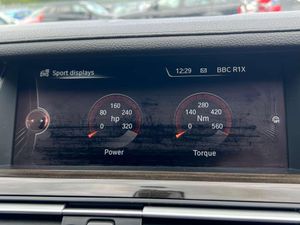 Sport displays
12:29 BBC R1X
160 280
80 240 140 420
hp Nm
0 320 0 560
Power Torque